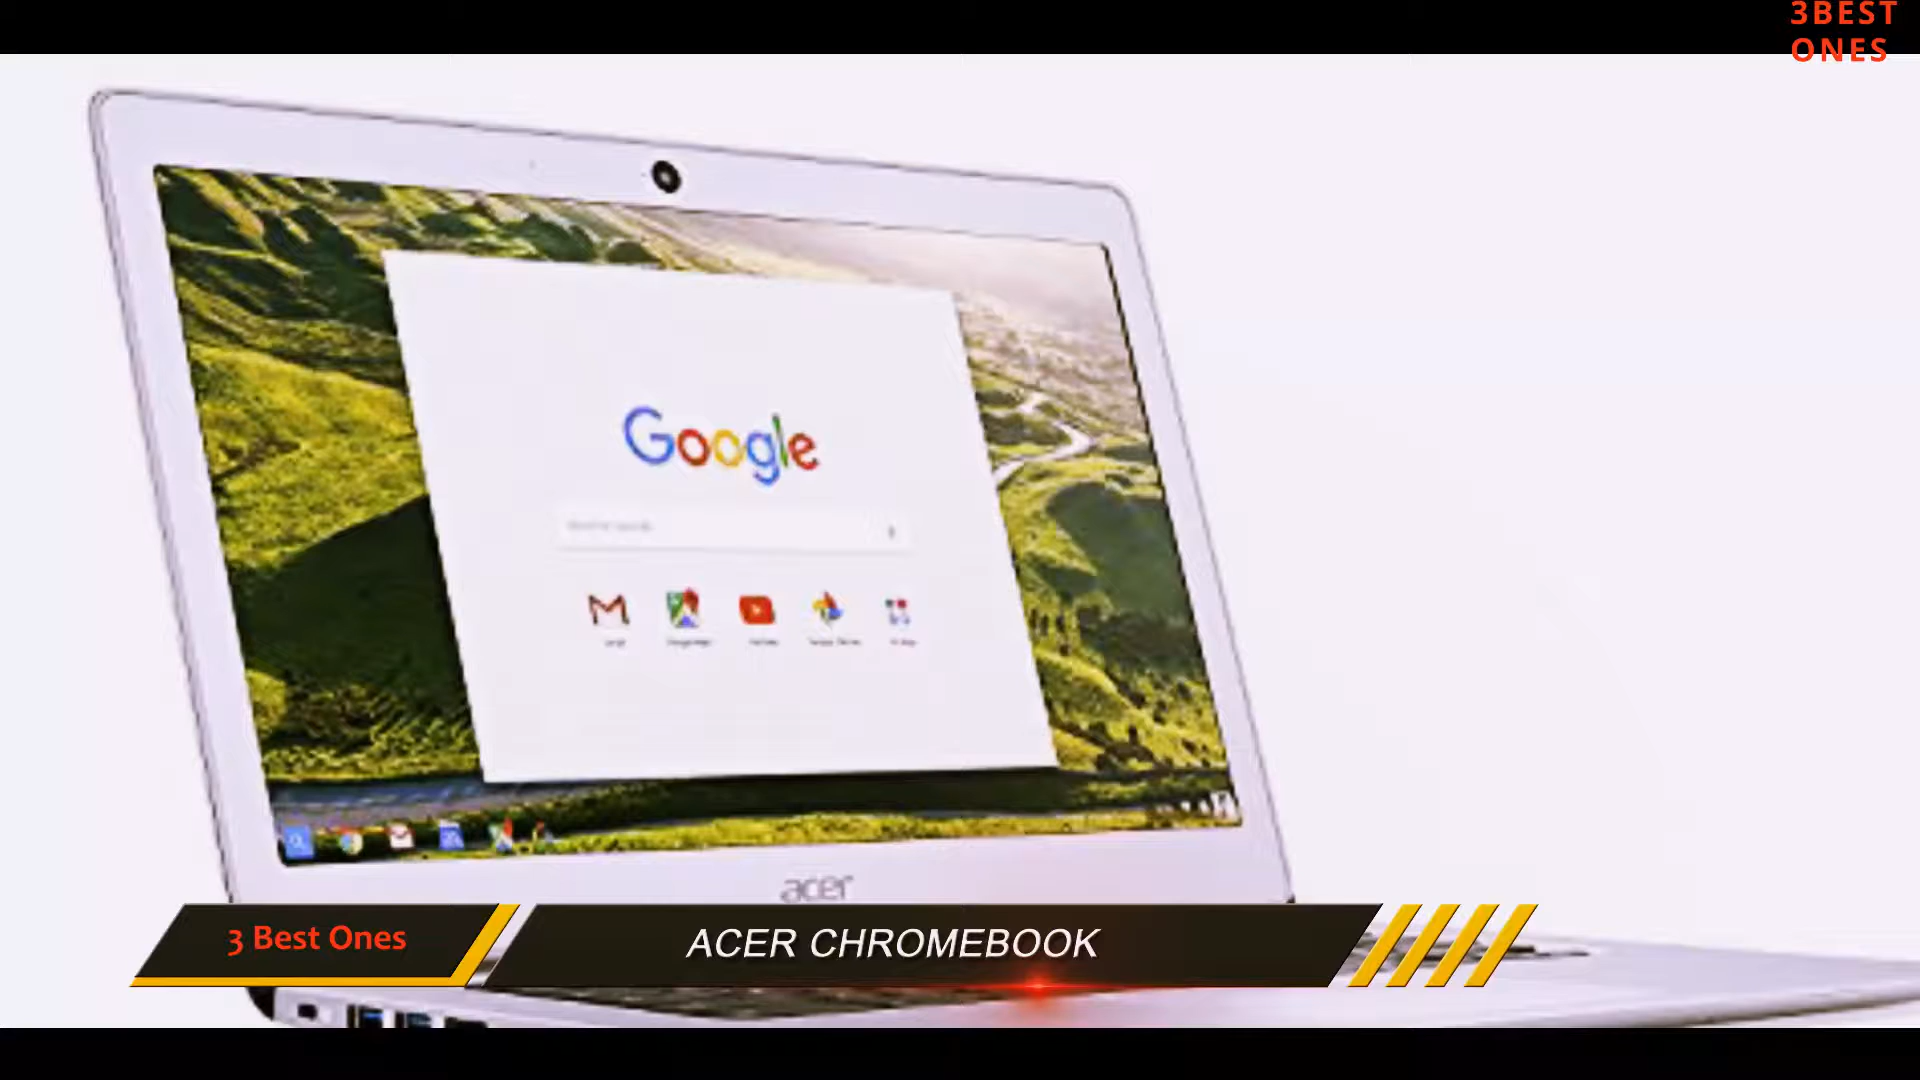 3BEST
ONES
Google
acer
3 Best Ones
ACER CHROMEBOOK